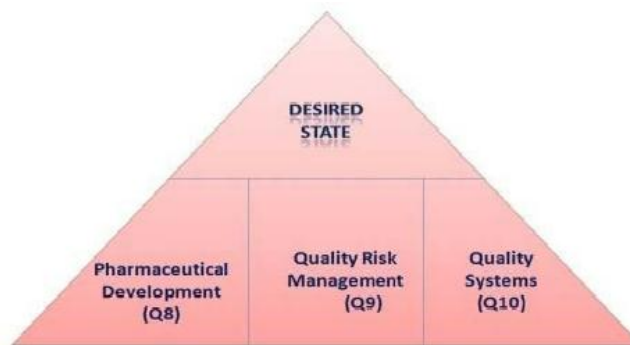 DESIRED
STATE
Pharmaceutical
Development
(Q8)
Quality Risk
Management
(Q9)
Quality
Systems
(Q10)